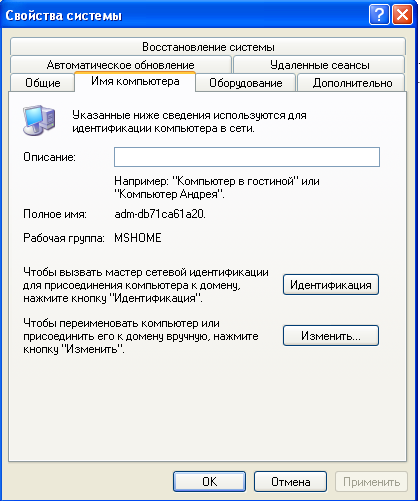 Свойства системы
Восстановление системы
Автоматическое обновление
Удаленные сеансы
Общие
Имя компьютера
Оборудование
Дополнительно
Указанные ниже сведения используются для
идентификации компьютера в сети.
Описание:
Например: "Компьютер в гостиной" или
"Компьютер Андрея".
Полное имя: adm-db71ca61a20.
Рабочая группа: MSHOME
Чтобы вызвать мастер сетевой идентификации
для присоединения компьютера к домену,
нажмите кнопку "Идентификация".
Идентификация
Чтобы переименовать компьютер или
присоединить его к домену вручную, нажмите
кнопку "Изменить".
Изменить...
OK
Отмена
Применить